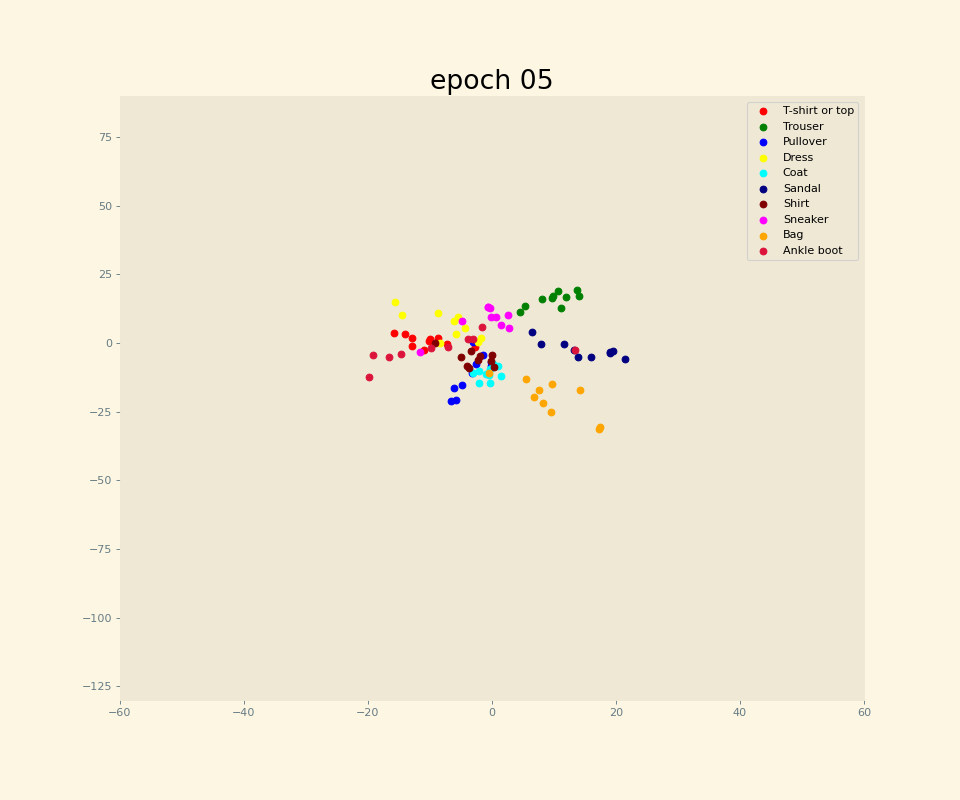 epoch 05
T-shirt or top
Trouser
Pullover
Dress
Coat
Sandal
Shirt
Sneaker
Bag
Ankle boot
75
50
25
0
−25
−50
−75
−100
−125
−60 −40 −20 0 20 40 60